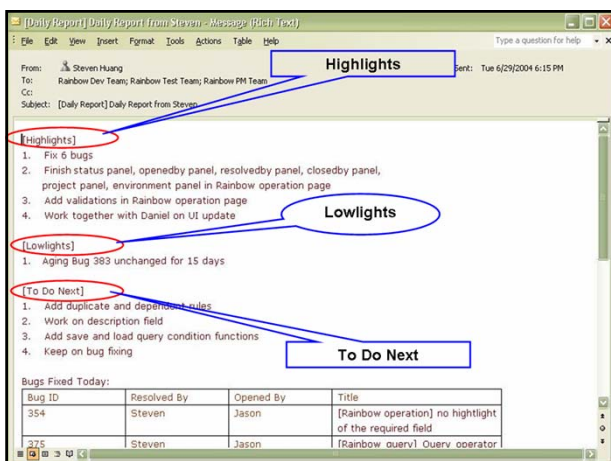 [Daily Report] Daily Report from Steven - Message (Rich Text)
File Edit View Insert Format Tools Actions Table Help
Type a question for help
From: Steven Huang
Sent: Tue 6/29/2004 6:15 PM
To: Rainbow Dev Team; Rainbow Test Team; Rainbow PM Team
Cc:
Subject: [Daily Report] Daily Report from Steven
Highlights
[Highlights]
1. Fix 6 bugs
2. Finish status panel, openedby panel, resolvedby panel, closedby panel,
project panel, environment panel in Rainbow operation page
3. Add validations in Rainbow operation page
4. Work together with Daniel on UI update
Lowlights
[Lowlights]
1. Aging Bug 383 unchanged for 15 days
[To Do Next]
1. Add duplicate and dependent rules
2. Work on description field
3. Add save and load query condition functions
4. Keep on bug fixing
To Do Next
Bugs Fixed Today:
Bug ID Resolved By Opened By Title
354 Steven Jason [Rainbow operation] no hightlight
of the required field
375 Steven Jason [Rainbow query] Query operator